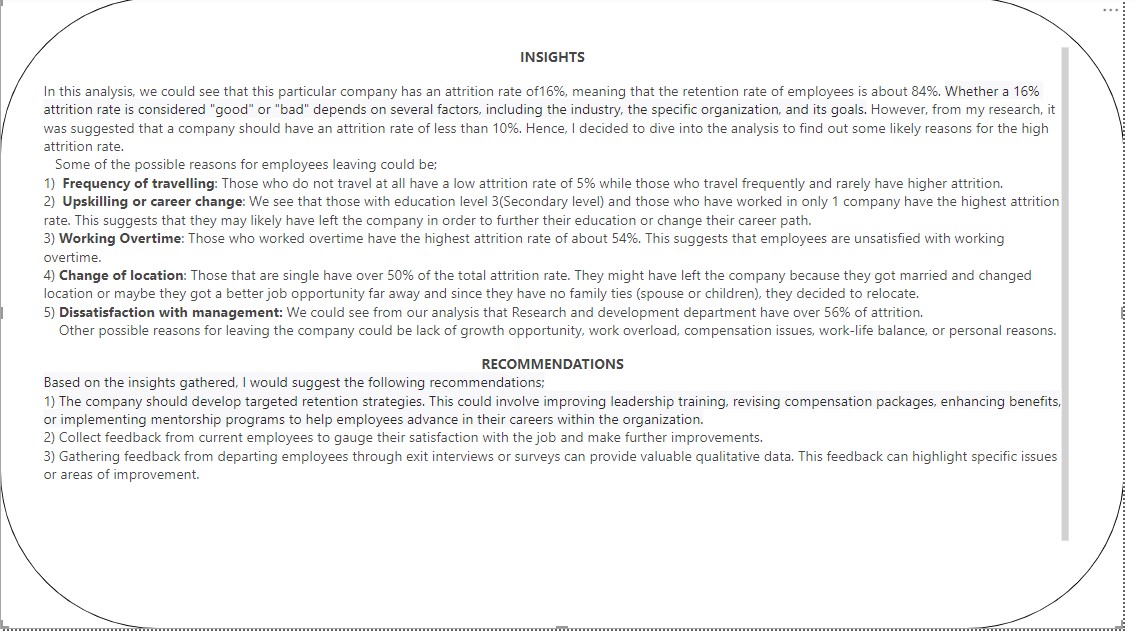 INSIGHTS
In this analysis, we could see that this particular company has an attrition rate of16%, meaning that the retention rate of employees is about 84%. Whether a 16%
attrition rate is considered "good" or "bad" depends on several factors, including the industry, the specific organization, and its goals. However, from my research, it
was suggested that a company should have an attrition rate of less than 10%. Hence, I decided to dive into the analysis to find out some likely reasons for the high
attrition rate.
Some of the possible reasons for employees leaving could be;
1) Frequency of travelling: Those who do not travel at all have a low attrition rate of 5% while those who travel frequently and rarely have higher attrition.
2) Upskilling or career change: We see that those with education level 3(Secondary level) and those who have worked in only 1 company have the highest attrition
rate. This suggests that they may likely have left the company in order to further their education or change their career path.
3) Working Overtime: Those who worked overtime have the highest attrition rate of about 54%. This suggests that employees are unsatisfied with working
overtime.
4) Change of location: Those that are single have over 50% of the total attrition rate. They might have left the company because they got married and changed
location or maybe they got a better job opportunity far away and since they have no family ties (spouse or children), they decided to relocate.
5) Dissatisfaction with management: We could see from our analysis that Research and development department have over 56% of attrition.
Other possible reasons for leaving the company could be lack of growth opportunity, work overload, compensation issues, work-life balance, or personal reasons.
RECOMMENDATIONS
Based on the insights gathered, I would suggest the following recommendations;
1) The company should develop targeted retention strategies. This could involve improving leadership training, revising compensation packages, enhancing benefits,
or implementing mentorship programs to help employees advance in their careers within the organization.
2) Collect feedback from current employees to gauge their satisfaction with the job and make further improvements.
3) Gathering feedback from departing employees through exit interviews or surveys can provide valuable qualitative data. This feedback can highlight specific issues
or areas of improvement.